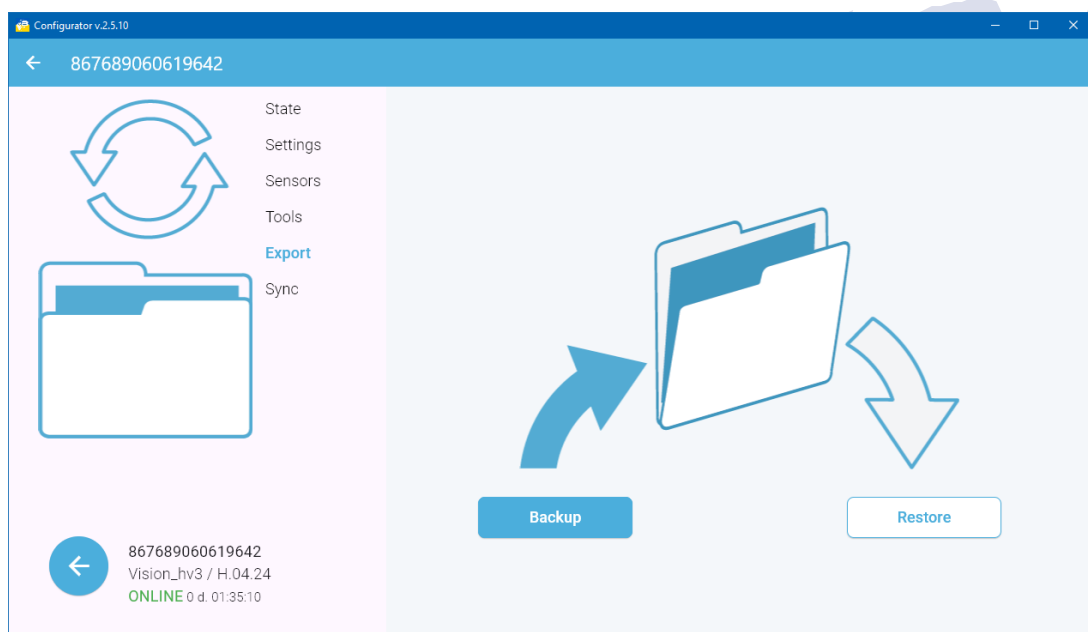 Configurator v.2.5.10
867689060619642
State
Settings
Sensors
Tools
Export
Sync
Backup
Restore
867689060619642
Vision_hv3 / H.04.24
ONLINE 0 d. 01:35:10